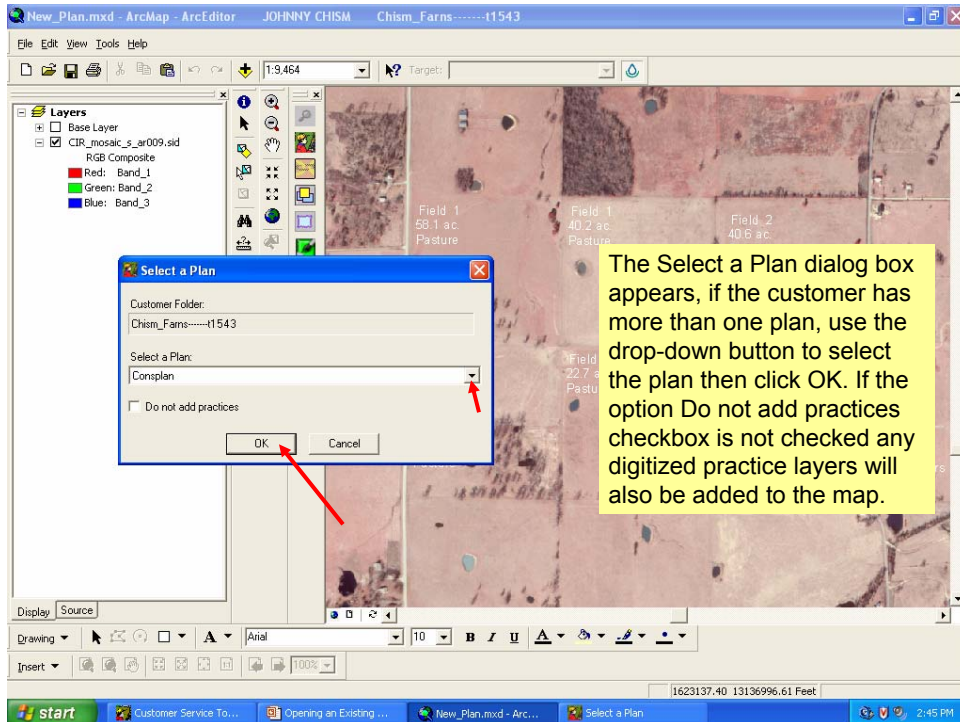 New_Plan.mxd - ArcMap - ArcEditor JOHNNY CHISM Chism_Farns-------t1543
File Edit View Tools Help
1:9,464
Target:
Layers
Base Layer
CIR_mosaic_s_ar009.sid
RGB Composite
Red: Band_1
Green: Band_2
Blue: Band_3
Field 1
58.1 ac.
Pasture
Field 1
40.2 ac.
Pasture
Field 2
40.6 ac.
Select a Plan
Customer Folder:
Chism_Farns-------t1543
Select a Plan:
Consplan
Do not add practices
OK Cancel
The Select a Plan dialog box
appears, if the customer has
more than one plan, use the
drop-down button to select
the plan then click OK. If the
option Do not add practices
checkbox is not checked any
digitized practice layers will
also be added to the map.
Field
22.7 a
Pastu
Display Source
Drawing A Arial 10 B I U A
Insert 100%
1623137.40 13136996.61 Feet
start Customer Service To... Opening an Existing ... New_Plan.mxd - Arc... Select a Plan 2:45 PM